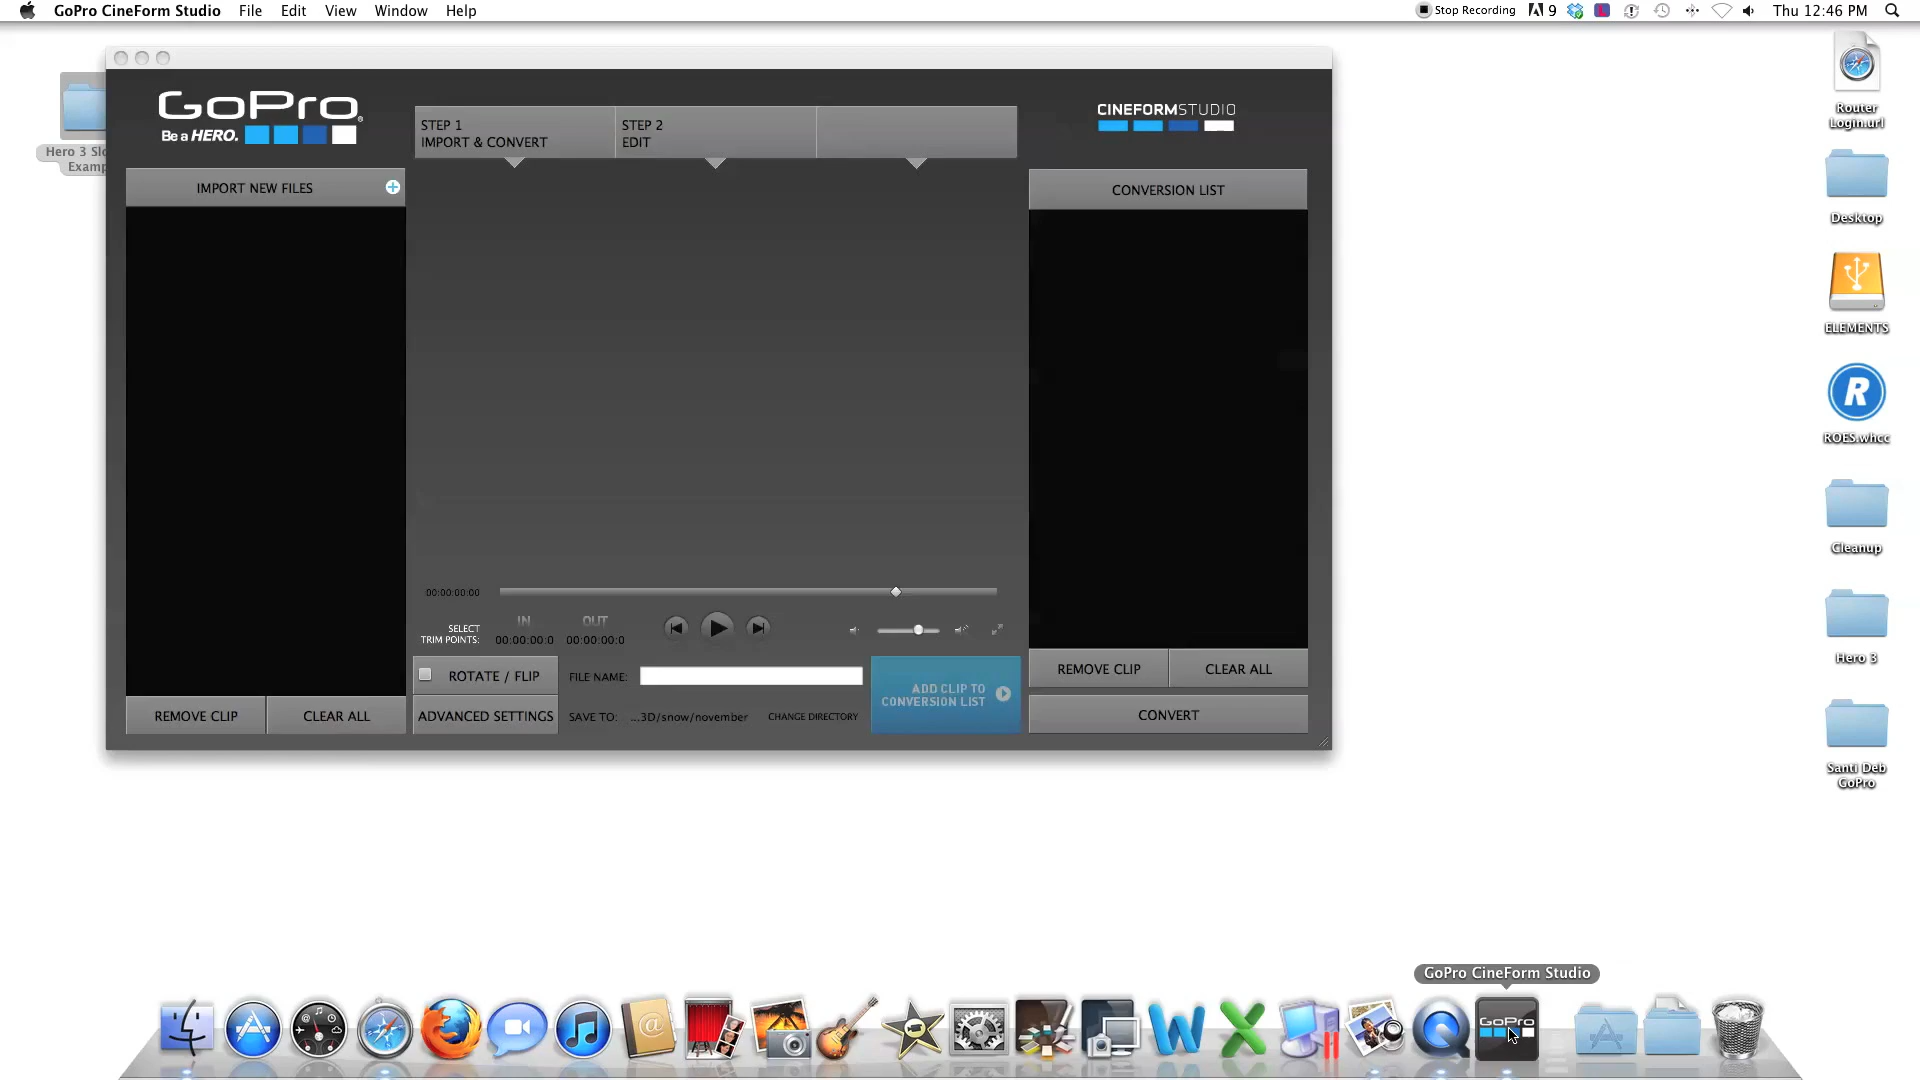 GoPro CineForm Studio File Edit View Window Help
Stop Recording 9 Thu 12:46 PM
GoPro
Be a HERO.
STEP 1
IMPORT & CONVERT
STEP 2
EDIT
CINEFORMSTUDIO
IMPORT NEW FILES
CONVERSION LIST
00:00:00:00
SELECT
TRIM POINTS:
IN
00:00:00:0
OUT
00:00:00:0
ROTATE / FLIP
FILE NAME:
ADD CLIP TO
CONVERSION LIST
REMOVE CLIP
CLEAR ALL
ADVANCED SETTINGS
SAVE TO: ...3D/snow/november
CHANGE DIRECTORY
REMOVE CLIP
CLEAR ALL
CONVERT
Hero 3 Slo
Examp
Router
Login.url
Desktop
ELEMENTS
R
ROES.whcc
Cleanup
Hero 3
Santi Deb
GoPro
GoPro CineForm Studio
GoPro